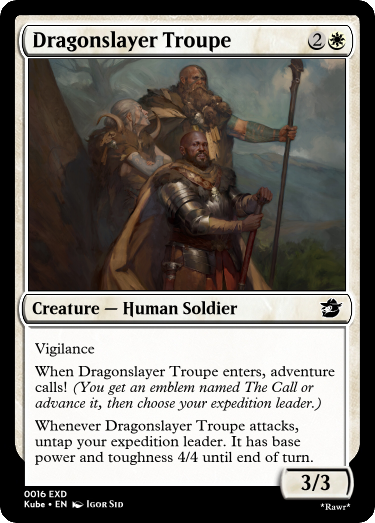 Dragonslayer Troupe 2
Creature — Human Soldier
Vigilance
When Dragonslayer Troupe enters, adventure
calls! (You get an emblem named The Call or
advance it, then choose your expedition leader.)
Whenever Dragonslayer Troupe attacks,
untap your expedition leader. It has base
power and toughness 4/4 until end of turn.
3/3
0016 EXD
Kube • EN Igor Sid
*Rawr*